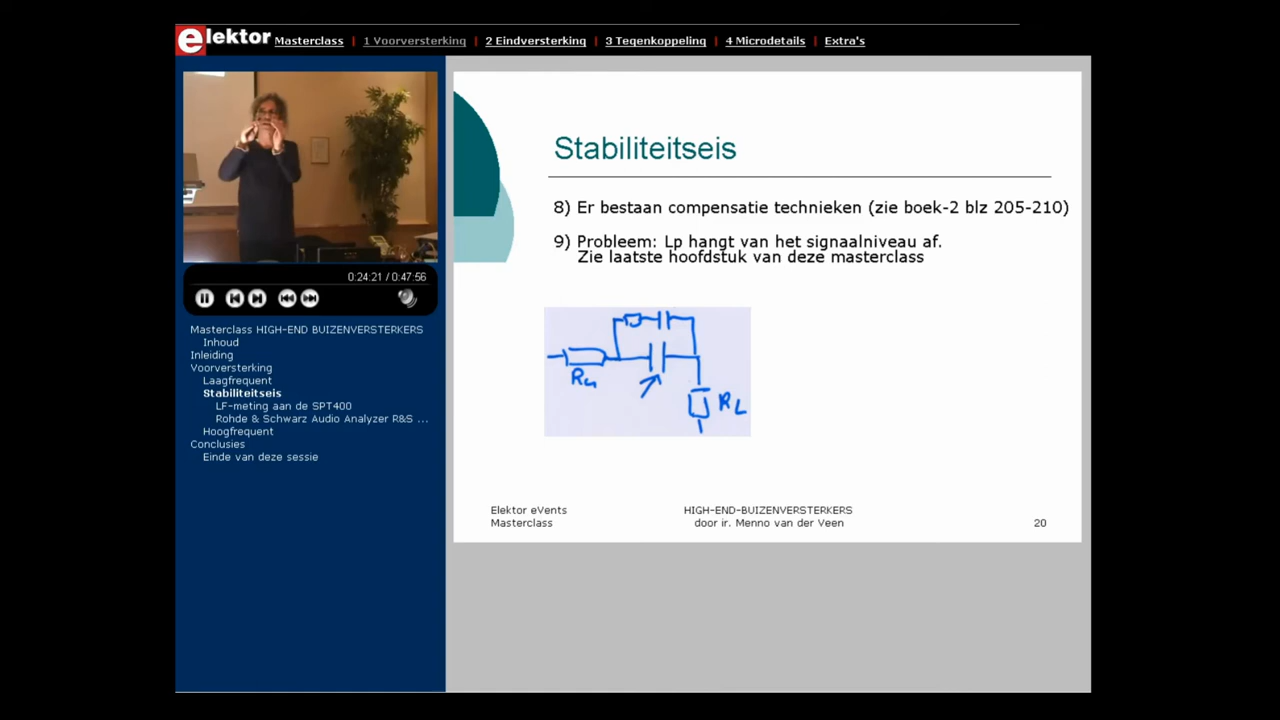 elektor Masterclass | 1 Voorversterking | 2 Eindversterking | 3 Tegenkoppeling | 4 Microdetails | Extra's
0:24:21 / 0:47:56
Masterclass HIGH-END BUIZENVERSTERKERS
Inhoud
Inleiding
Voorversterking
Laagfrequent
Stabiliteitseis
LF-meting aan de SPT400
Rohde & Schwarz Audio Analyzer R&S ...
Hoogfrequent
Conclusies
Einde van deze sessie
Stabiliteitseis
8) Er bestaan compensatie technieken (zie boek-2 blz 205-210)
9) Probleem: Lp hangt van het signaalniveau af.
Zie laatste hoofdstuk van deze masterclass
RL
Elektor eVents
Masterclass
HIGH-END-BUIZENVERSTERKERS
door ir. Menno van der Veen
20